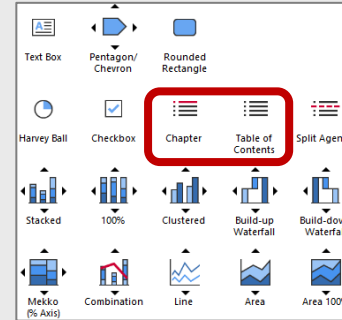 Text Box
Pentagon/
Chevron
Rounded
Rectangle
Harvey Ball
Checkbox
Chapter
Table of
Contents
Split Agen
Stacked
100%
Clustered
Build-up
Waterfall
Build-dow
Waterfa
Mekko
(% Axis)
Combination
Line
Area
Area 100%